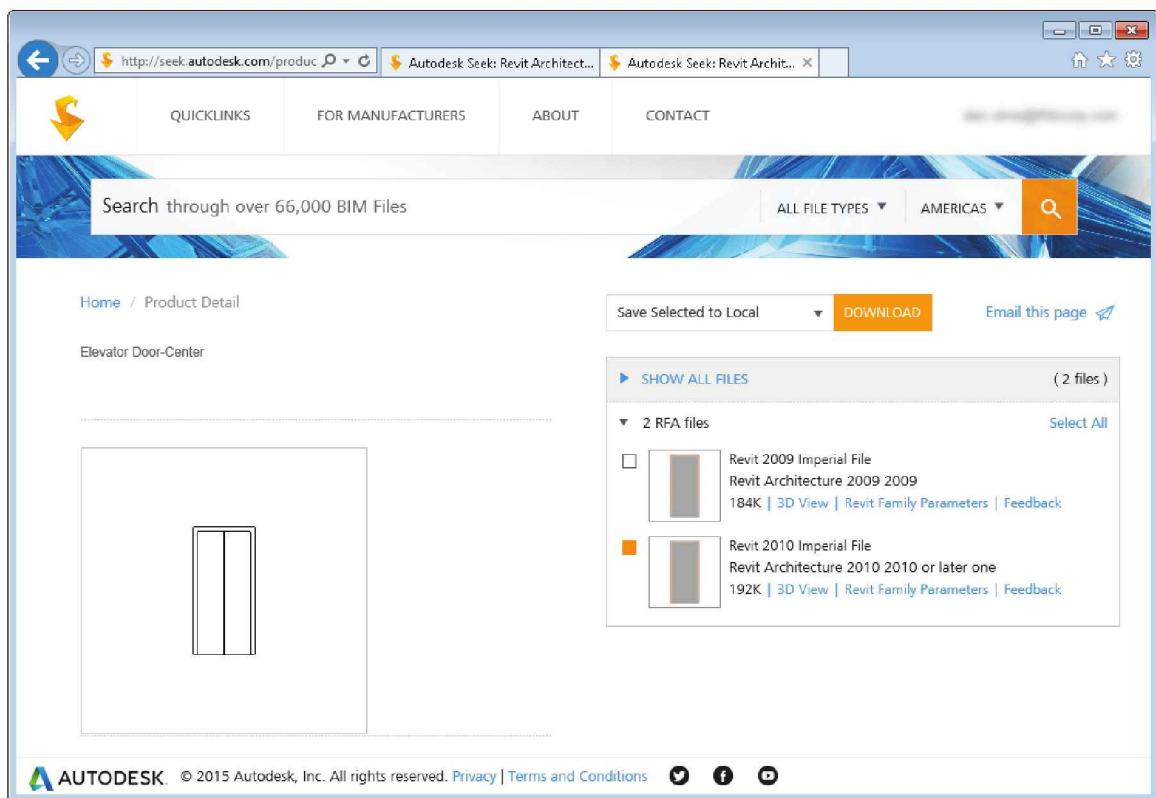 http://seek.autodesk.com/produc
Autodesk Seek: Revit Architect...
Autodesk Seek: Revit Archit...
QUICKLINKS
FOR MANUFACTURERS
ABOUT
CONTACT
Search through over 66,000 BIM Files
ALL FILE TYPES
AMERICAS
Home / Product Detail
Elevator Door-Center
Save Selected to Local
DOWNLOAD
Email this page
SHOW ALL FILES
( 2 files )
2 RFA files
Select All
Revit 2009 Imperial File
Revit Architecture 2009 2009
184K | 3D View | Revit Family Parameters | Feedback
Revit 2010 Imperial File
Revit Architecture 2010 2010 or later one
192K | 3D View | Revit Family Parameters | Feedback
AUTODESK. © 2015 Autodesk, Inc. All rights reserved. Privacy | Terms and Conditions